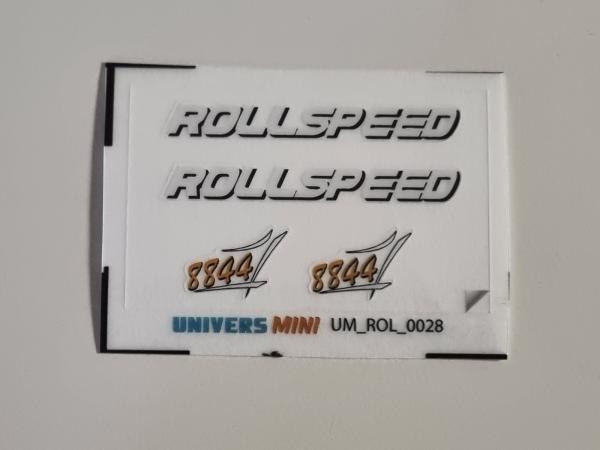 ROLLSPEED
ROLLSPEED
8844 8844
UNIVERS MINI UM_ROL_0028